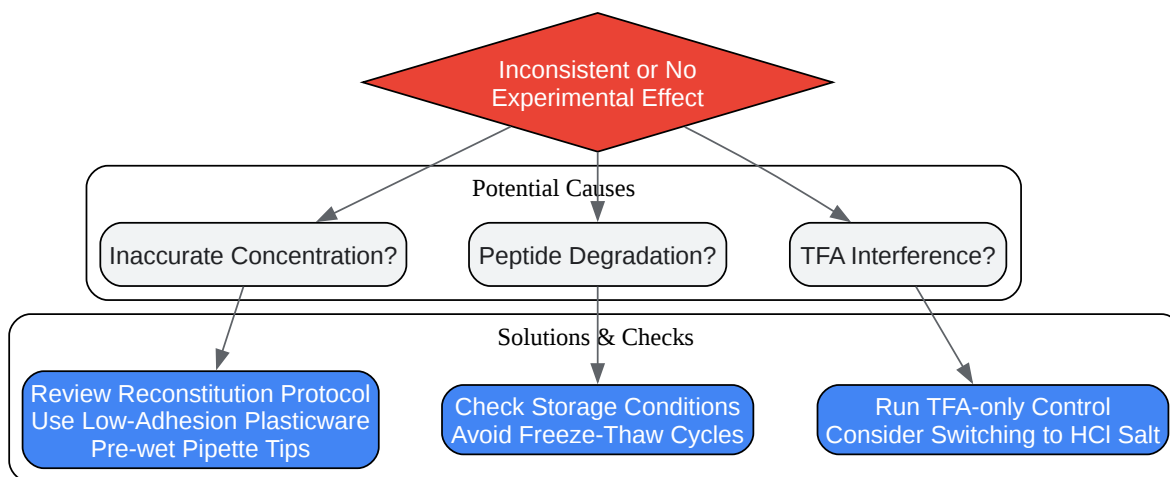 Inconsistent or No
Experimental Effect
Potential Causes
Inaccurate Concentration?
Peptide Degradation?
TFA Interference?
Solutions & Checks
Review Reconstitution Protocol
Use Low-Adhesion Plasticware
Pre-wet Pipette Tips
Check Storage Conditions
Avoid Freeze-Thaw Cycles
Run TFA-only Control
Consider Switching to HCl Salt